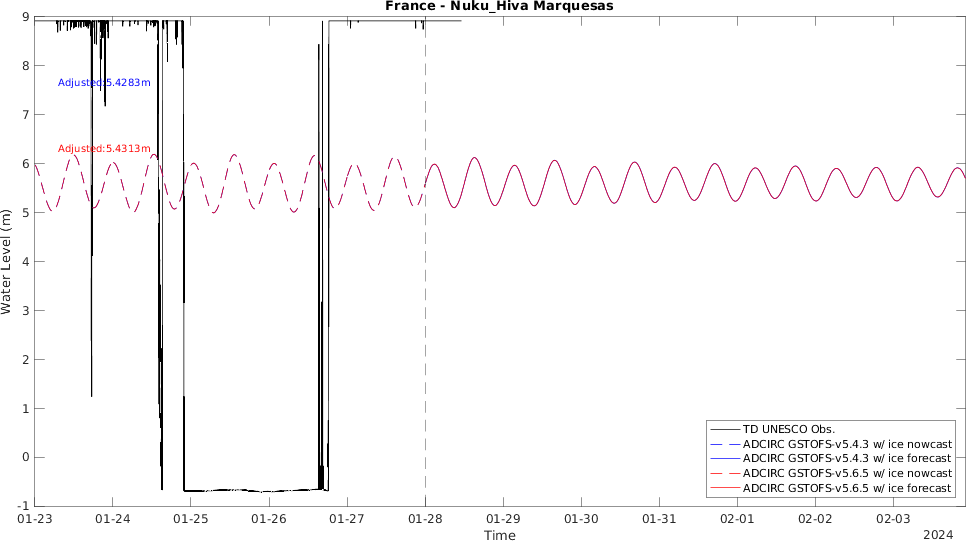 France - Nuku_Hiva Marquesas
9
8
7
6
5
4
3
2
1
0
-1
Water Level (m)
Adjusted:5.4283m
Adjusted:5.4313m
TD UNESCO Obs.
ADCIRC GSTOFS-v5.4.3 w/ ice nowcast
ADCIRC GSTOFS-v5.4.3 w/ ice forecast
ADCIRC GSTOFS-v5.6.5 w/ ice nowcast
ADCIRC GSTOFS-v5.6.5 w/ ice forecast
01-23 01-24 01-25 01-26 01-27 01-28 01-29 01-30 01-31 02-01 02-02 02-03
Time
2024